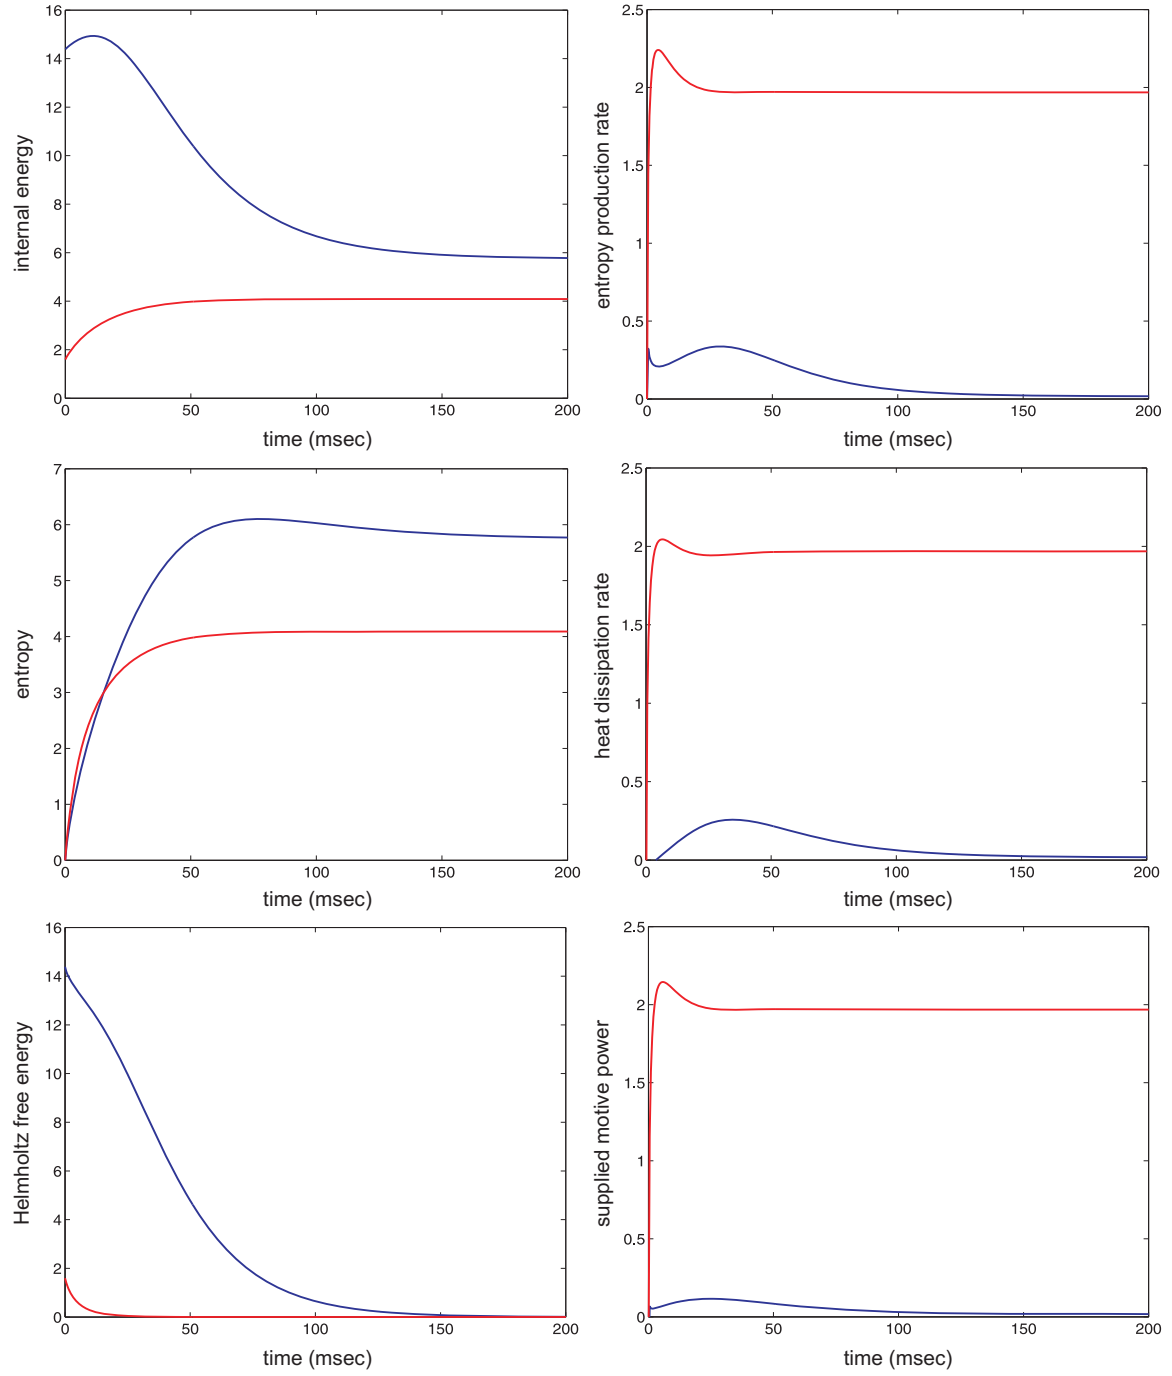 16
14
12
10
8
6
4
2
0
internal energy
0 50 100 150 200
time (msec)
2.5
2
1.5
1
0.5
0
entropy production rate
0 50 100 150 200
time (msec)
7
6
5
4
3
2
1
0
entropy
0 50 100 150 200
time (msec)
2.5
2
1.5
1
0.5
0
heat dissipation rate
0 50 100 150 200
time (msec)
16
14
12
10
8
6
4
2
0
Helmholtz free energy
0 50 100 150 200
time (msec)
2.5
2
1.5
1
0.5
0
supplied motive power
0 50 100 150 200
time (msec)